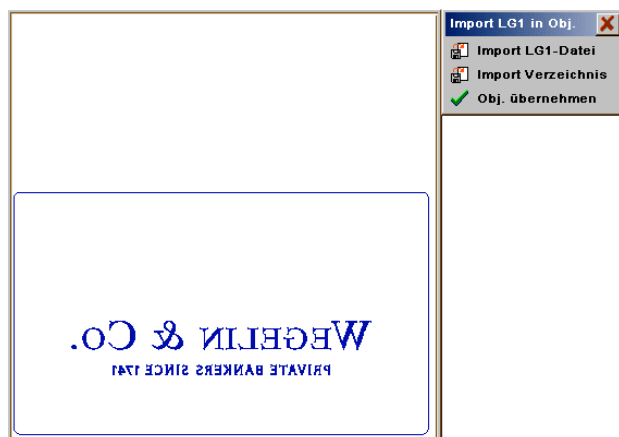 Import LG1 in Obj.
Import LG1-Datei
Import Verzeichnis
Obj. übernehmen
WEGELIN & CO.
PRIVATE BANKERS SINCE 1741